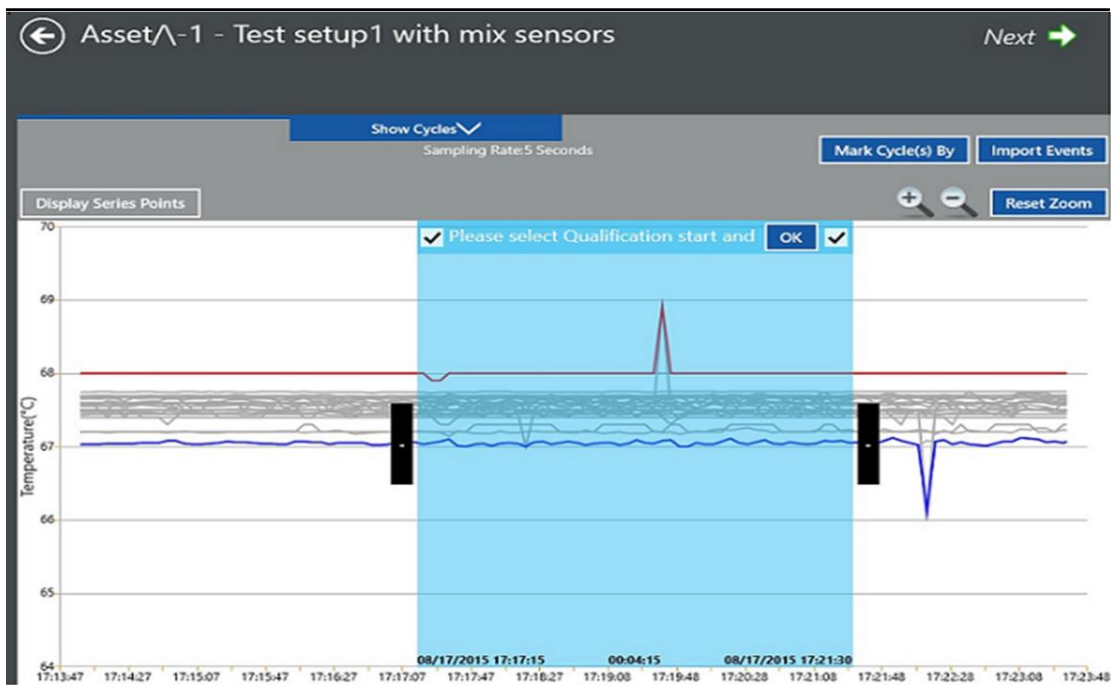 Asset/\-1 - Test setup1 with mix sensors
Next
Show Cycles
Sampling Rate:5 Seconds
Mark Cycle(s) By
Import Events
Display Series Points
Reset Zoom
Please select Qualification start and
OK
Temperature(°C)
70
69
68
67
66
65
64
08/17/2015 17:17:15 00:04:15 08/17/2015 17:21:30
17:13:47 17:14:27 17:15:07 17:15:47 17:16:27 17:17:07 17:17:47 17:18:27 17:19:08 17:19:48 17:20:28 17:21:08 17:21:48 17:22:28 17:23:08 17:23:48